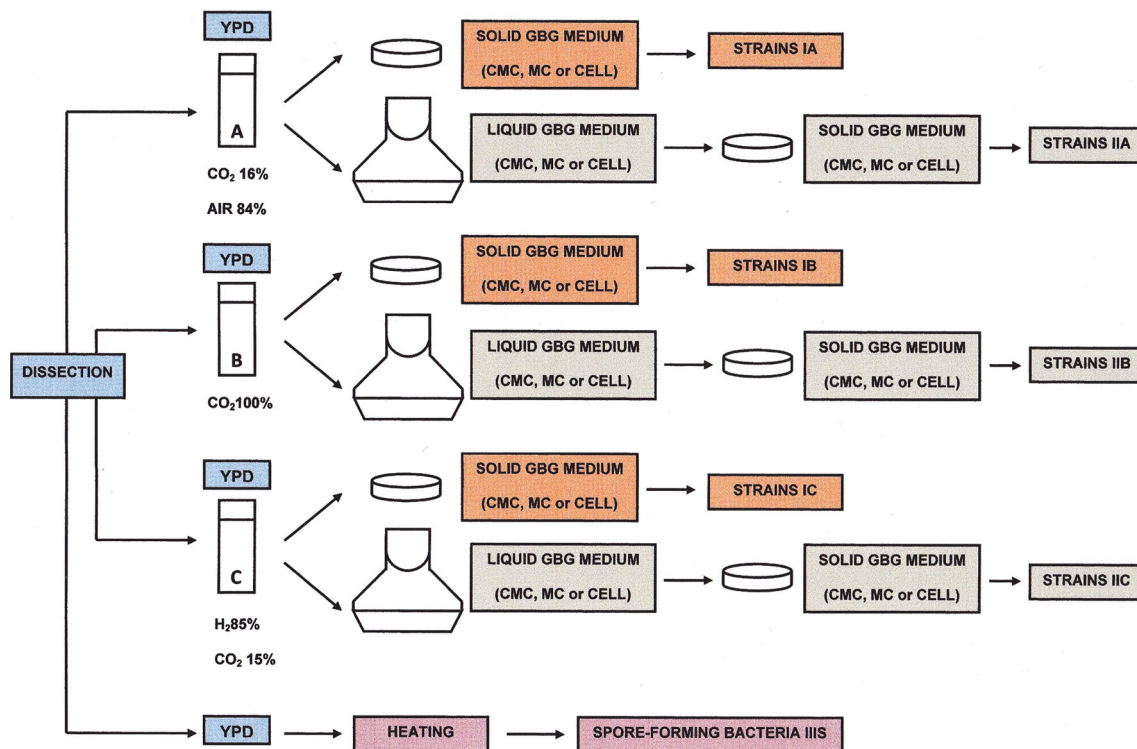 YPD
SOLID GBG MEDIUM
(CMC, MC or CELL)
STRAINS IA
A
LIQUID GBG MEDIUM
(CMC, MC or CELL)
SOLID GBG MEDIUM
(CMC, MC or CELL)
STRAINS IIA
CO₂ 16%
AIR 84%
YPD
SOLID GBG MEDIUM
(CMC, MC or CELL)
STRAINS IB
B
LIQUID GBG MEDIUM
(CMC, MC or CELL)
SOLID GBG MEDIUM
(CMC, MC or CELL)
STRAINS IIB
DISSECTION
CO₂100%
YPD
SOLID GBG MEDIUM
(CMC, MC or CELL)
STRAINS IC
C
LIQUID GBG MEDIUM
(CMC, MC or CELL)
SOLID GBG MEDIUM
(CMC, MC or CELL)
STRAINS IIC
H₂85%
CO₂ 15%
YPD
HEATING
SPORE-FORMING BACTERIA IIIS